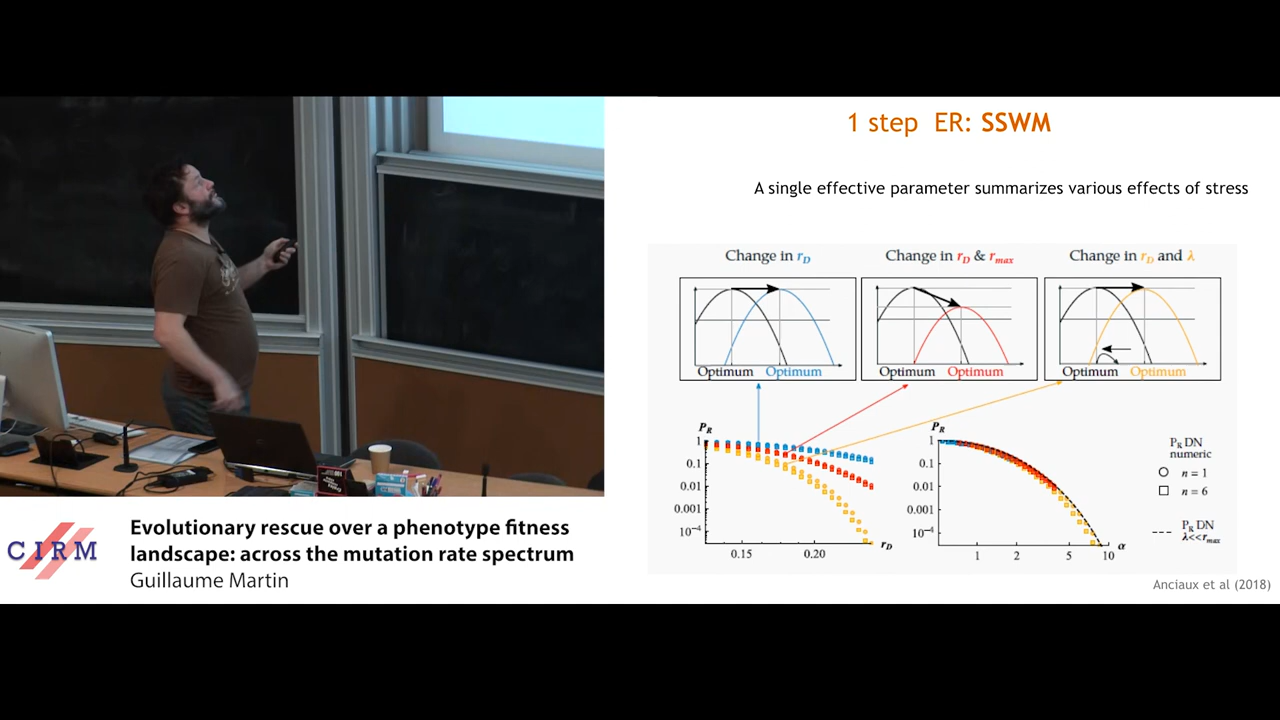 1 step ER: SSWM
A single effective parameter summarizes various effects of stress
Change in r_D
Change in r_D & r_max
Change in r_D and λ
Optimum Optimum
Optimum Optimum
Optimum Optimum
P_R
1
0.1
0.01
0.001
10^-4
0.15 0.20 r_D
P_R
1
0.1
0.01
0.001
10^-4
1 2 5 10 α
P_R DN
numeric
n = 1
n = 6
P_R DN
λ<<r_max
Anciaux et al (2018)
CIRM
Evolutionary rescue over a phenotype fitness
landscape: across the mutation rate spectrum
Guillaume Martin